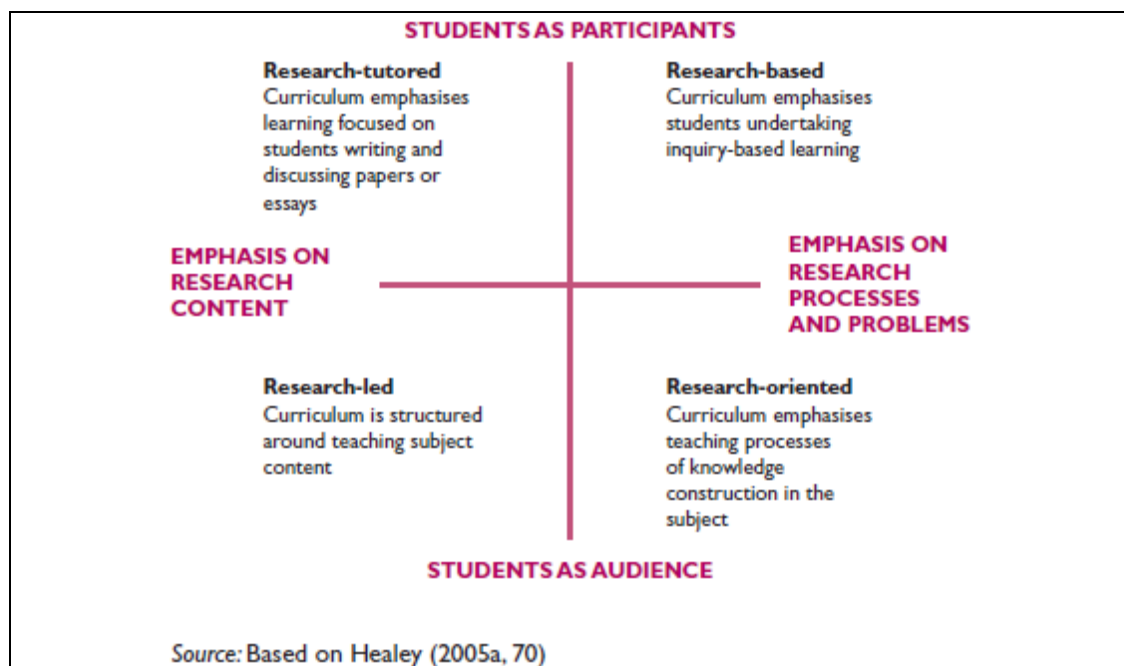 STUDENTS AS PARTICIPANTS
Research-tutored
Curriculum emphasises
learning focused on
students writing and
discussing papers or
essays
Research-based
Curriculum emphasises
students undertaking
inquiry-based learning
EMPHASIS ON
RESEARCH
CONTENT
EMPHASIS ON
RESEARCH
PROCESSES
AND PROBLEMS
Research-led
Curriculum is structured
around teaching subject
content
Research-oriented
Curriculum emphasises
teaching processes
of knowledge
construction in the
subject
STUDENTS AS AUDIENCE
Source: Based on Healey (2005a, 70)